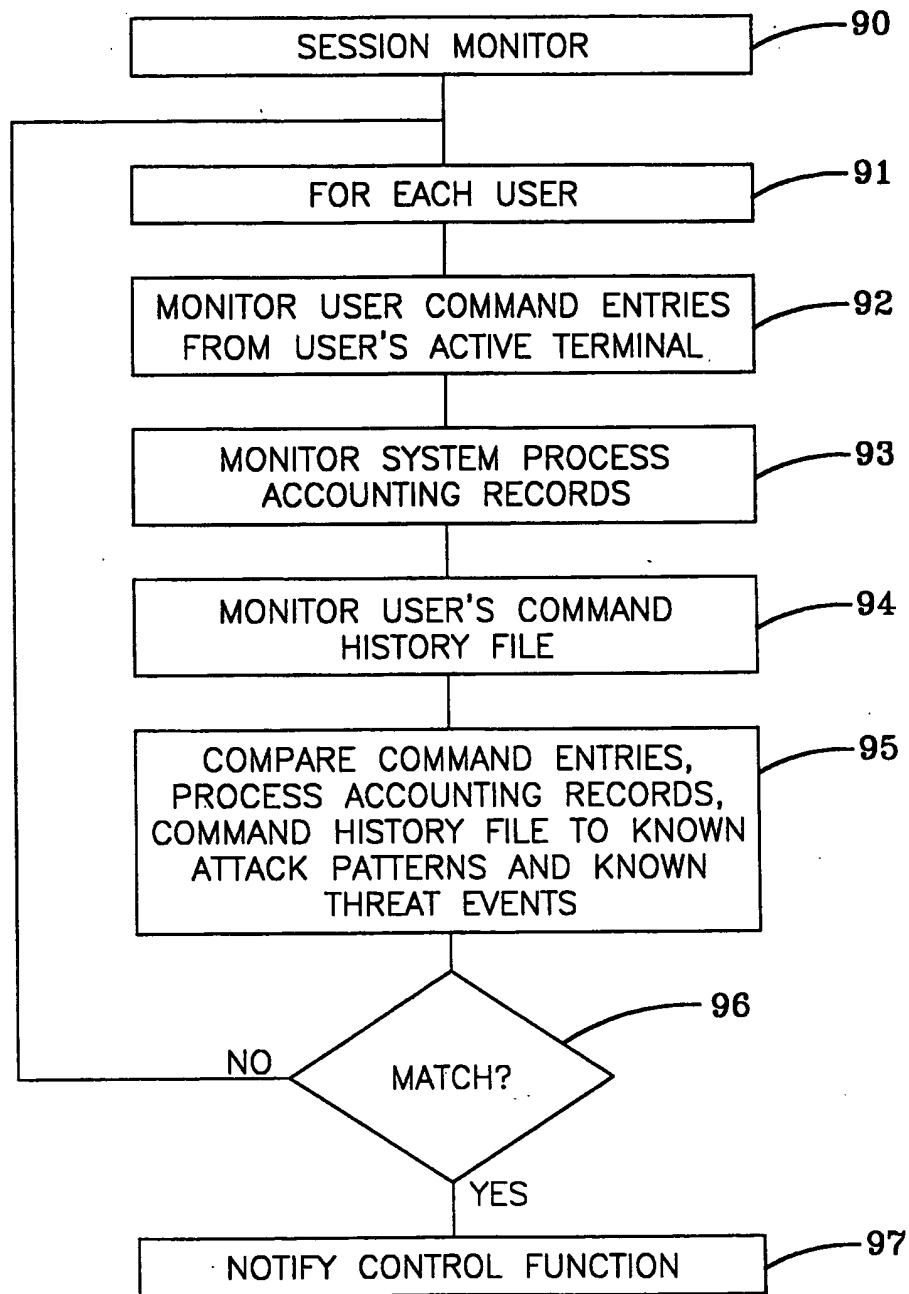 SESSION MONITOR
90
FOR EACH USER
91
MONITOR USER COMMAND ENTRIES
FROM USER'S ACTIVE TERMINAL
92
MONITOR SYSTEM PROCESS
ACCOUNTING RECORDS
93
MONITOR USER'S COMMAND
HISTORY FILE
94
COMPARE COMMAND ENTRIES,
PROCESS ACCOUNTING RECORDS,
COMMAND HISTORY FILE TO KNOWN
ATTACK PATTERNS AND KNOWN
THREAT EVENTS
95
MATCH?
96
NO
YES
NOTIFY CONTROL FUNCTION
97